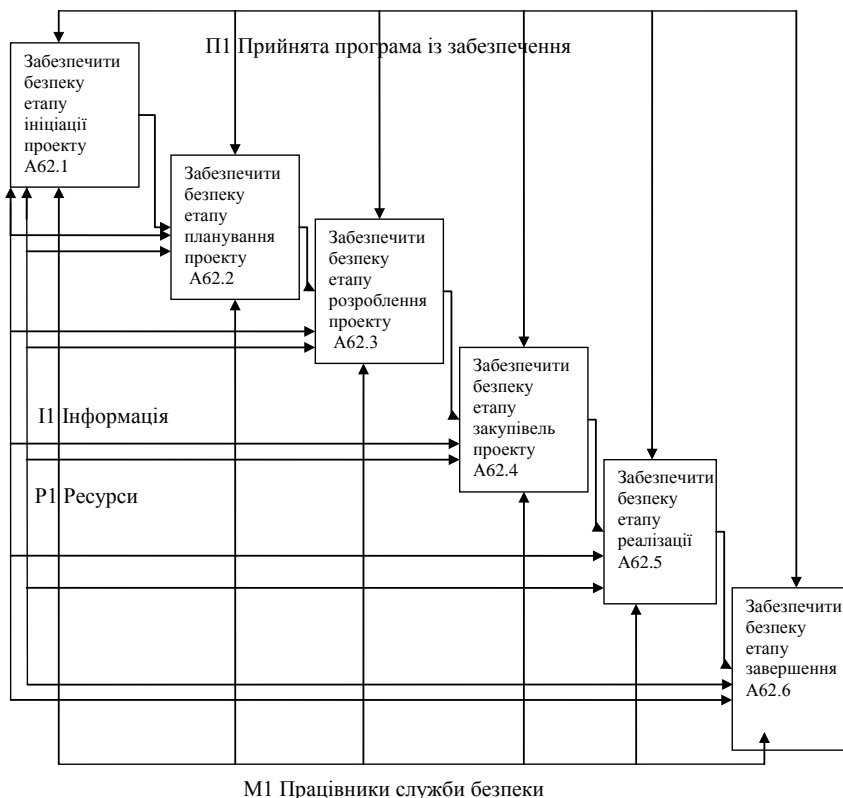 П1 Прийнята програма із забезпечення
Забезпечити
безпеку
етапу
ініціації
проекту
А62.1
Забезпечити
безпеку
етапу
планування
проекту
А62.2
Забезпечити
безпеку
етапу
розроблення
проекту
А62.3
Забезпечити
безпеку
етапу
закупівель
проекту
А62.4
І1 Інформація
Р1 Ресурси
Забезпечити
безпеку
етапу
реалізації
А62.5
Забезпечити
безпеку
етапу
завершення
А62.6
М1 Працівники служби безпеки